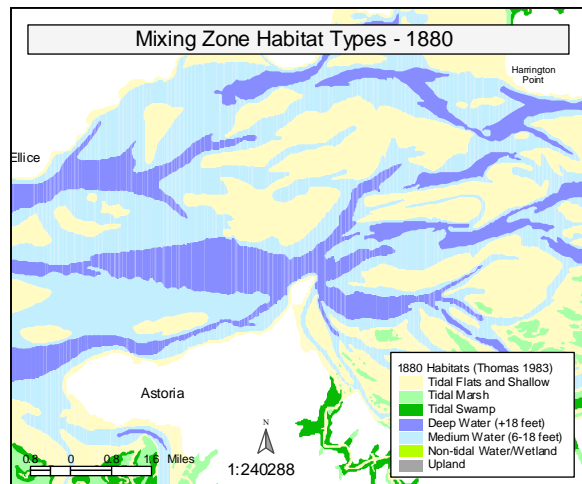 Mixing Zone Habitat Types - 1880
Harrington
Point
Ellice
Astoria
1880 Habitats (Thomas 1983)
Tidal Flats and Shallow
Tidal Marsh
Tidal Swamp
Deep Water (+18 feet)
Medium Water (6-18 feet)
Non-tidal Water/Wetland
Upland
N
0.8 0 0.8 1.6 Miles
1:240288